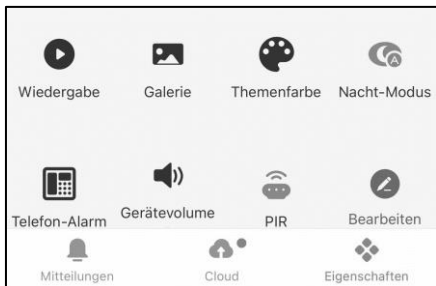 Wiedergabe
Galerie
Themenfarbe
Nacht-Modus
Telefon-Alarm
Gerätevolume
PIR
Bearbeiten
Mitteilungen
Cloud
Eigenschaften